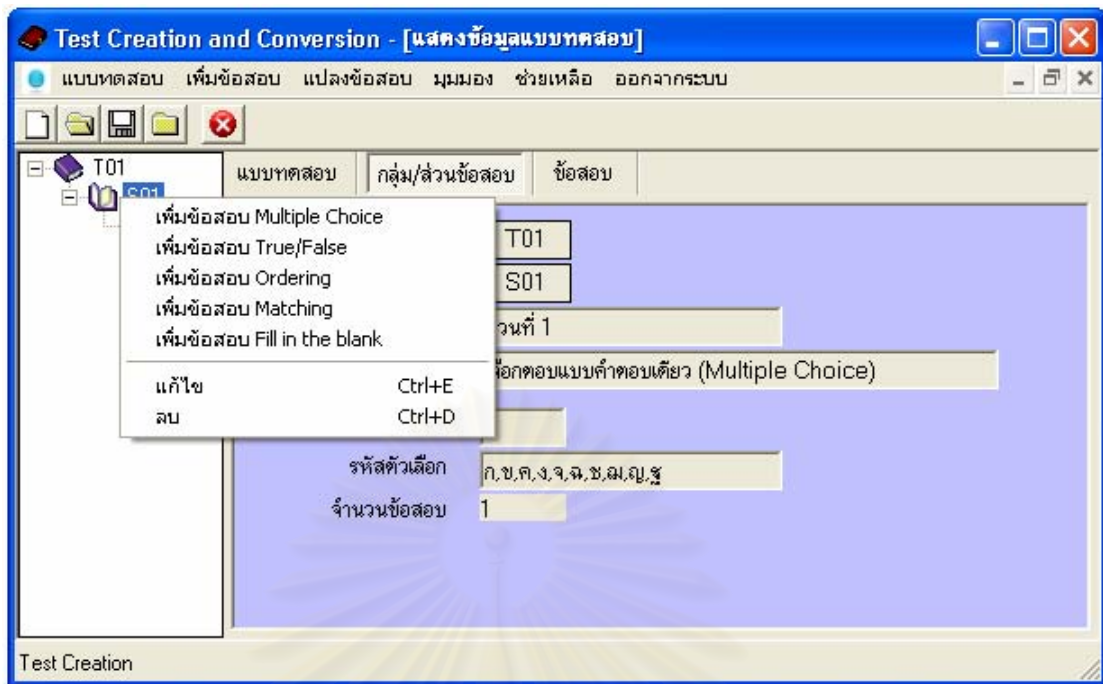 Test Creation and Conversion - [แสดงข้อมูลแบบทดสอบ]
แบบทดสอบ เพิ่มข้อสอบ แปลงข้อสอบ มุมมอง ช่วยเหลือ ออกจากระบบ
T01
S01
แบบทดสอบ กลุ่ม/ส่วนข้อสอบ ข้อสอบ
เพิ่มข้อสอบ Multiple Choice
เพิ่มข้อสอบ True/False
เพิ่มข้อสอบ Ordering
เพิ่มข้อสอบ Matching
เพิ่มข้อสอบ Fill in the blank
แก้ไข Ctrl+E
ลบ Ctrl+D
T01
S01
วนที่ 1
ลือกตอบแบบคำตอบเดียว (Multiple Choice)
รหัสตัวเลือก ก,ข,ค,ง,จ,ฉ,ช,ฌ,ญ,ฐ
จำนวนข้อสอบ 1
Test Creation